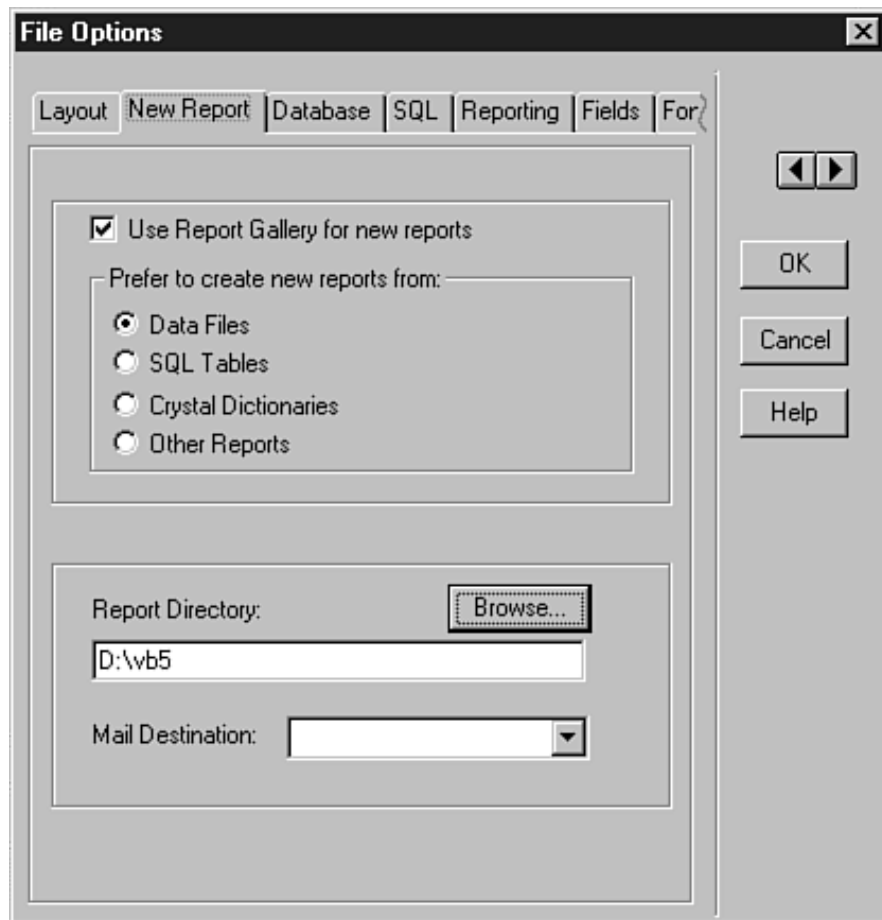 File Options
Layout New Report Database SQL Reporting Fields For
Use Report Gallery for new reports
Prefer to create new reports from:
Data Files
SQL Tables
Crystal Dictionaries
Other Reports
OK
Cancel
Help
Report Directory: Browse...
D:\vb5
Mail Destination: